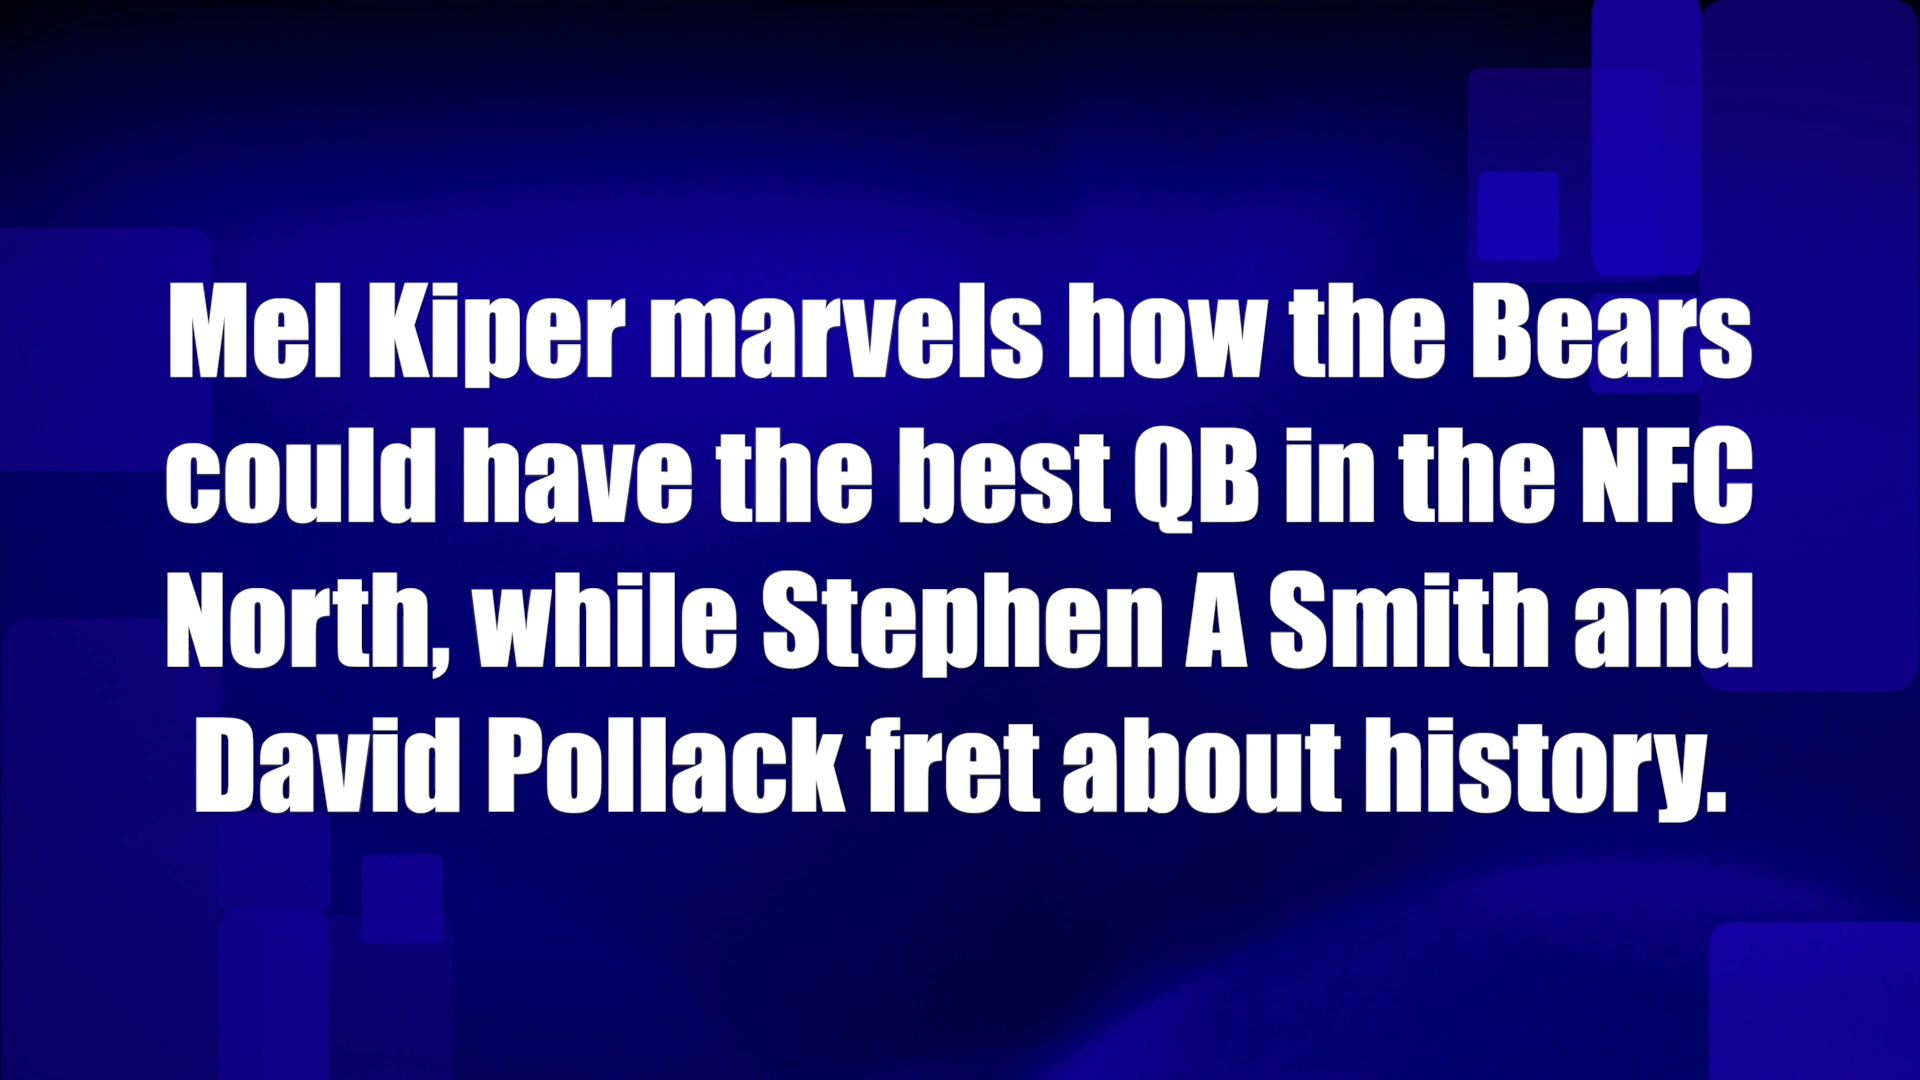 Mel Kiper marvels how the Bears
could have the best QB in the NFC
North, while Stephen A Smith and
David Pollack fret about history.